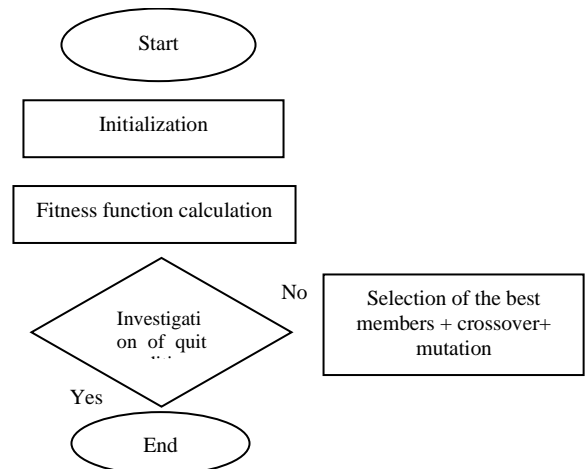 Start
Initialization
Fitness function calculation
No
Selection of the best
members + crossover+
mutation
Investigati
on of quit
Yes
End